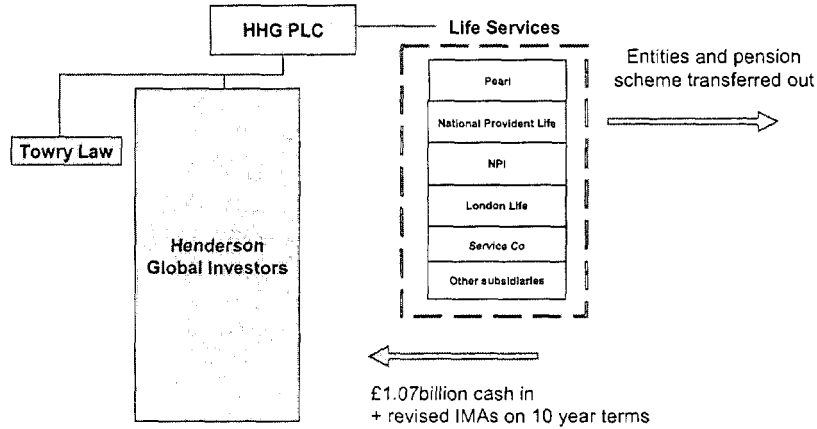 HHG PLC
Life Services
Entities and pension
scheme transferred out
Pearl
National Provident Life
NPI
London Life
Service Co
Other subsidiaries
Towry Law
Henderson
Global Investors
£1.07billion cash in
+ revised IMAs on 10 year terms